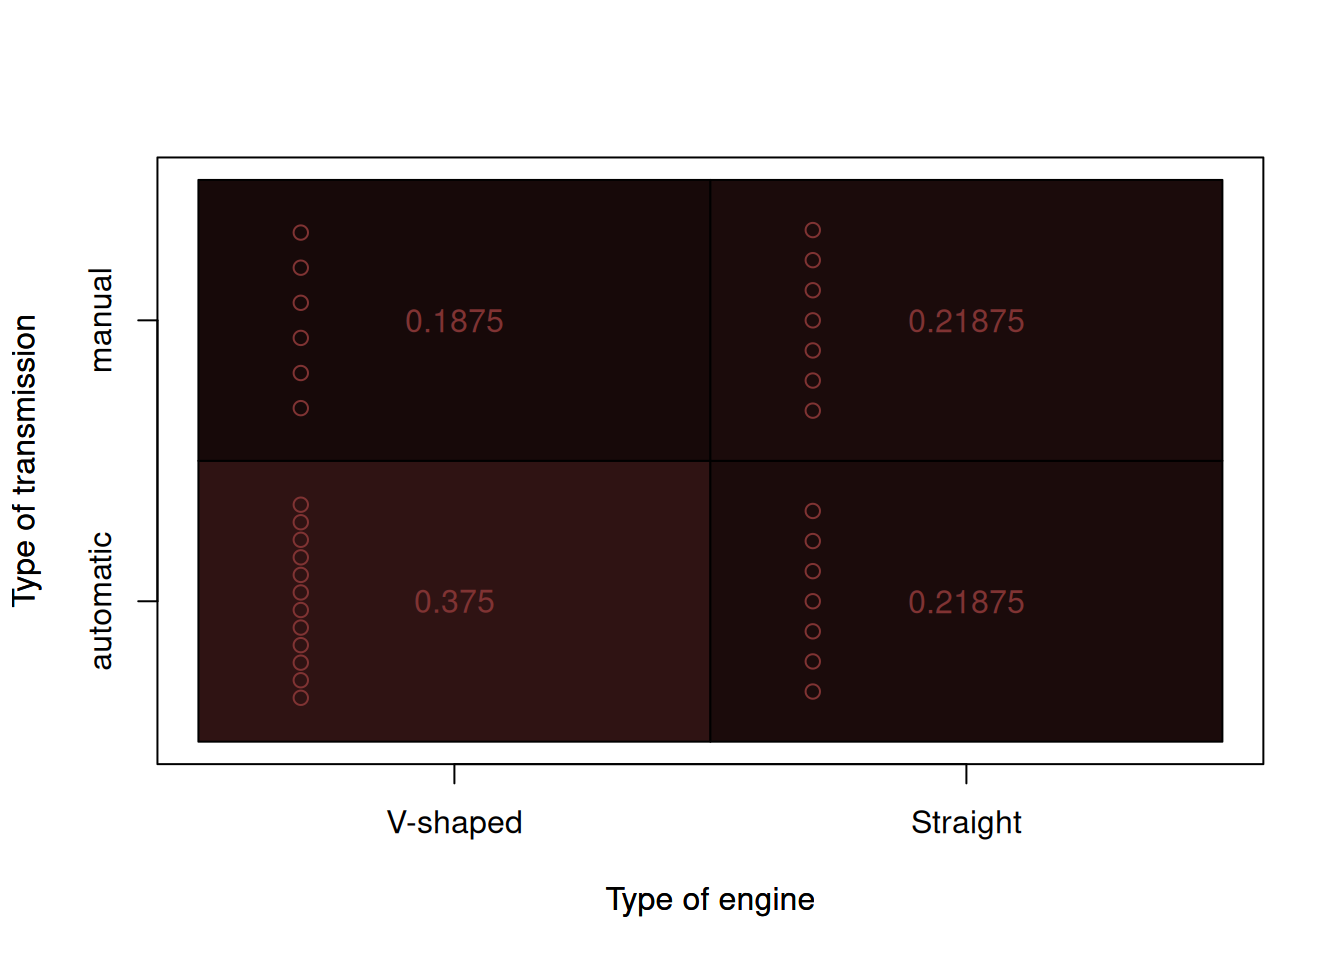 Type of transmission
manual
automatic
0.1875
0.21875
0.375
0.21875
V-shaped
Straight
Type of engine